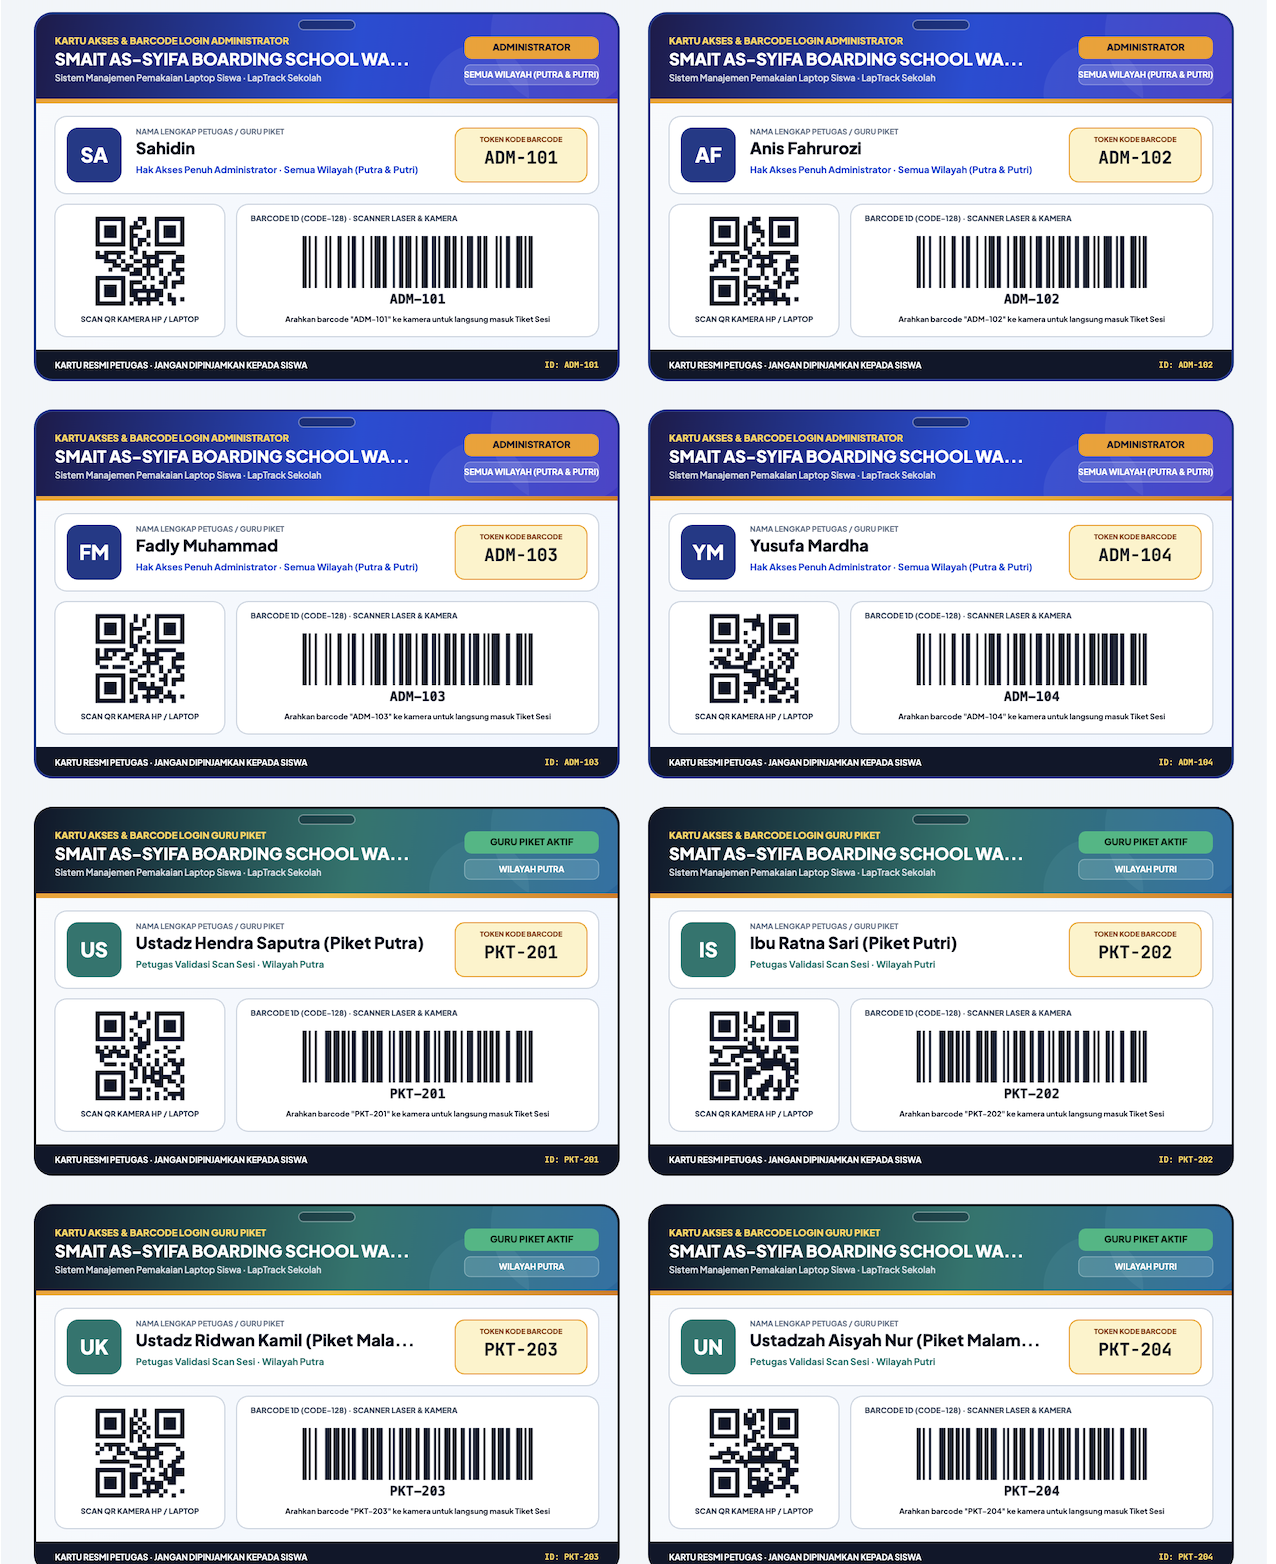 KARTU AKSES & BARCODE LOGIN ADMINISTRATOR
SMAIT AS-SYIFA BOARDING SCHOOL WA...
Sistem Manajemen Pemakaian Laptop Siswa · LapTrack Sekolah
ADMINISTRATOR
SEMUA WILAYAH (PUTRA & PUTRI)
SA
NAMA LENGKAP PETUGAS / GURU PIKET
Sahidin
Hak Akses Penuh Administrator · Semua Wilayah (Putra & Putri)
TOKEN KODE BARCODE
ADM-101
SCAN QR KAMERA HP / LAPTOP
BARCODE 1D (CODE-128) · SCANNER LASER & KAMERA
ADM-101
Arahkan barcode "ADM-101" ke kamera untuk langsung masuk Tiket Sesi
KARTU RESMI PETUGAS · JANGAN DIPINJAMKAN KEPADA SISWA
ID: ADM-101
KARTU AKSES & BARCODE LOGIN ADMINISTRATOR
SMAIT AS-SYIFA BOARDING SCHOOL WA...
Sistem Manajemen Pemakaian Laptop Siswa · LapTrack Sekolah
ADMINISTRATOR
SEMUA WILAYAH (PUTRA & PUTRI)
AF
NAMA LENGKAP PETUGAS / GURU PIKET
Anis Fahrurozi
Hak Akses Penuh Administrator · Semua Wilayah (Putra & Putri)
TOKEN KODE BARCODE
ADM-102
SCAN QR KAMERA HP / LAPTOP
BARCODE 1D (CODE-128) · SCANNER LASER & KAMERA
ADM-102
Arahkan barcode "ADM-102" ke kamera untuk langsung masuk Tiket Sesi
KARTU RESMI PETUGAS · JANGAN DIPINJAMKAN KEPADA SISWA
ID: ADM-102
KARTU AKSES & BARCODE LOGIN ADMINISTRATOR
SMAIT AS-SYIFA BOARDING SCHOOL WA...
Sistem Manajemen Pemakaian Laptop Siswa · LapTrack Sekolah
ADMINISTRATOR
SEMUA WILAYAH (PUTRA & PUTRI)
FM
NAMA LENGKAP PETUGAS / GURU PIKET
Fadly Muhammad
Hak Akses Penuh Administrator · Semua Wilayah (Putra & Putri)
TOKEN KODE BARCODE
ADM-103
SCAN QR KAMERA HP / LAPTOP
BARCODE 1D (CODE-128) · SCANNER LASER & KAMERA
ADM-103
Arahkan barcode "ADM-103" ke kamera untuk langsung masuk Tiket Sesi
KARTU RESMI PETUGAS · JANGAN DIPINJAMKAN KEPADA SISWA
ID: ADM-103
KARTU AKSES & BARCODE LOGIN ADMINISTRATOR
SMAIT AS-SYIFA BOARDING SCHOOL WA...
Sistem Manajemen Pemakaian Laptop Siswa · LapTrack Sekolah
ADMINISTRATOR
SEMUA WILAYAH (PUTRA & PUTRI)
YM
NAMA LENGKAP PETUGAS / GURU PIKET
Yusufa Mardha
Hak Akses Penuh Administrator · Semua Wilayah (Putra & Putri)
TOKEN KODE BARCODE
ADM-104
SCAN QR KAMERA HP / LAPTOP
BARCODE 1D (CODE-128) · SCANNER LASER & KAMERA
ADM-104
Arahkan barcode "ADM-104" ke kamera untuk langsung masuk Tiket Sesi
KARTU RESMI PETUGAS · JANGAN DIPINJAMKAN KEPADA SISWA
ID: ADM-104
KARTU AKSES & BARCODE LOGIN GURU PIKET
SMAIT AS-SYIFA BOARDING SCHOOL WA...
Sistem Manajemen Pemakaian Laptop Siswa · LapTrack Sekolah
GURU PIKET AKTIF
WILAYAH PUTRA
US
NAMA LENGKAP PETUGAS / GURU PIKET
Ustadz Hendra Saputra (Piket Putra)
Petugas Validasi Scan Sesi · Wilayah Putra
TOKEN KODE BARCODE
PKT-201
SCAN QR KAMERA HP / LAPTOP
BARCODE 1D (CODE-128) · SCANNER LASER & KAMERA
PKT-201
Arahkan barcode "PKT-201" ke kamera untuk langsung masuk Tiket Sesi
KARTU RESMI PETUGAS · JANGAN DIPINJAMKAN KEPADA SISWA
ID: PKT-201
KARTU AKSES & BARCODE LOGIN GURU PIKET
SMAIT AS-SYIFA BOARDING SCHOOL WA...
Sistem Manajemen Pemakaian Laptop Siswa · LapTrack Sekolah
GURU PIKET AKTIF
WILAYAH PUTRI
IS
NAMA LENGKAP PETUGAS / GURU PIKET
Ibu Ratna Sari (Piket Putri)
Petugas Validasi Scan Sesi · Wilayah Putri
TOKEN KODE BARCODE
PKT-202
SCAN QR KAMERA HP / LAPTOP
BARCODE 1D (CODE-128) · SCANNER LASER & KAMERA
PKT-202
Arahkan barcode "PKT-202" ke kamera untuk langsung masuk Tiket Sesi
KARTU RESMI PETUGAS · JANGAN DIPINJAMKAN KEPADA SISWA
ID: PKT-202
KARTU AKSES & BARCODE LOGIN GURU PIKET
SMAIT AS-SYIFA BOARDING SCHOOL WA...
Sistem Manajemen Pemakaian Laptop Siswa · LapTrack Sekolah
GURU PIKET AKTIF
WILAYAH PUTRA
UK
NAMA LENGKAP PETUGAS / GURU PIKET
Ustadz Ridwan Kamil (Piket Mala...
Petugas Validasi Scan Sesi · Wilayah Putra
TOKEN KODE BARCODE
PKT-203
SCAN QR KAMERA HP / LAPTOP
BARCODE 1D (CODE-128) · SCANNER LASER & KAMERA
PKT-203
Arahkan barcode "PKT-203" ke kamera untuk langsung masuk Tiket Sesi
KARTU RESMI PETUGAS · JANGAN DIPINJAMKAN KEPADA SISWA
ID: PKT-203
KARTU AKSES & BARCODE LOGIN GURU PIKET
SMAIT AS-SYIFA BOARDING SCHOOL WA...
Sistem Manajemen Pemakaian Laptop Siswa · LapTrack Sekolah
GURU PIKET AKTIF
WILAYAH PUTRI
UN
NAMA LENGKAP PETUGAS / GURU PIKET
Ustadzah Aisyah Nur (Piket Malam...
Petugas Validasi Scan Sesi · Wilayah Putri
TOKEN KODE BARCODE
PKT-204
SCAN QR KAMERA HP / LAPTOP
BARCODE 1D (CODE-128) · SCANNER LASER & KAMERA
PKT-204
Arahkan barcode "PKT-204" ke kamera untuk langsung masuk Tiket Sesi
KARTU RESMI PETUGAS · JANGAN DIPINJAMKAN KEPADA SISWA
ID: PKT-204